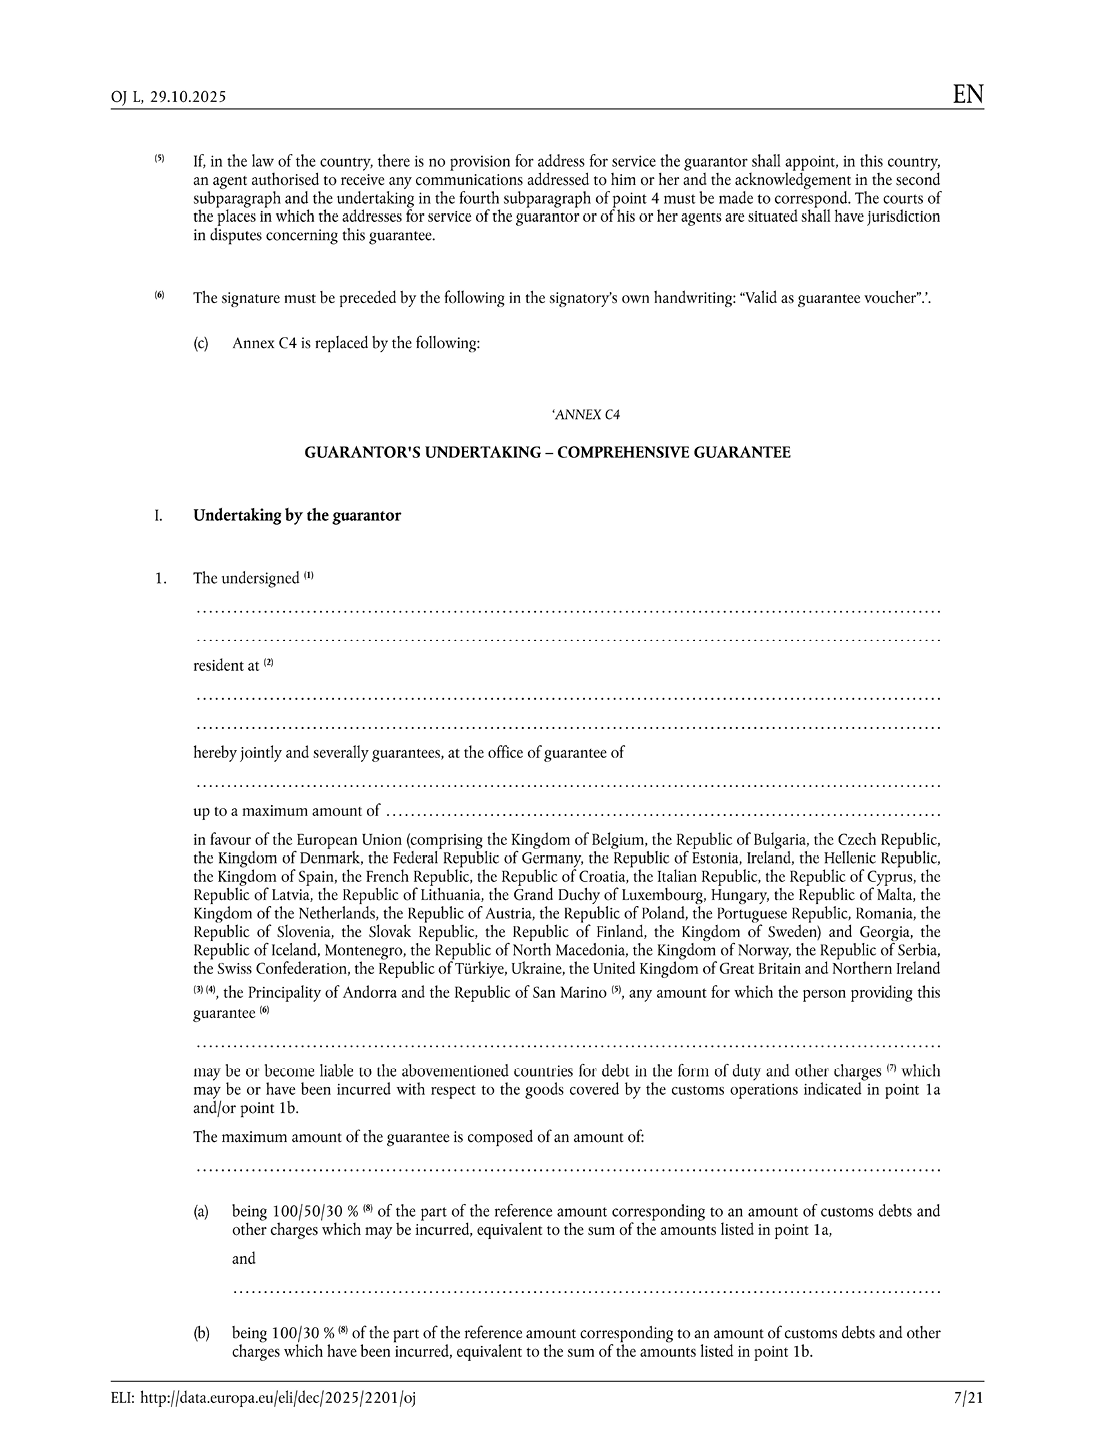 OJ L, 29.10.2025 EN
(5) If, in the law of the country, there is no provision for address for service the guarantor shall appoint, in this country,
an agent authorised to receive any communications addressed to him or her and the acknowledgement in the second
subparagraph and the undertaking in the fourth subparagraph of point 4 must be made to correspond. The courts of
the places in which the addresses for service of the guarantor or of his or her agents are situated shall have jurisdiction
in disputes concerning this guarantee.
(6) The signature must be preceded by the following in the signatory’s own handwriting: “Valid as guarantee voucher”.’.
(c) Annex C4 is replaced by the following:
‘ANNEX C4
GUARANTOR'S UNDERTAKING – COMPREHENSIVE GUARANTEE
I. Undertaking by the guarantor
1. The undersigned (1)
........................................................................................................................
........................................................................................................................
resident at (2)
........................................................................................................................
........................................................................................................................
hereby jointly and severally guarantees, at the office of guarantee of
........................................................................................................................
up to a maximum amount of ..........................................................................................
in favour of the European Union (comprising the Kingdom of Belgium, the Republic of Bulgaria, the Czech Republic,
the Kingdom of Denmark, the Federal Republic of Germany, the Republic of Estonia, Ireland, the Hellenic Republic,
the Kingdom of Spain, the French Republic, the Republic of Croatia, the Italian Republic, the Republic of Cyprus, the
Republic of Latvia, the Republic of Lithuania, the Grand Duchy of Luxembourg, Hungary, the Republic of Malta, the
Kingdom of the Netherlands, the Republic of Austria, the Republic of Poland, the Portuguese Republic, Romania, the
Republic of Slovenia, the Slovak Republic, the Republic of Finland, the Kingdom of Sweden) and Georgia, the
Republic of Iceland, Montenegro, the Republic of North Macedonia, the Kingdom of Norway, the Republic of Serbia,
the Swiss Confederation, the Republic of Türkiye, Ukraine, the United Kingdom of Great Britain and Northern Ireland
(3) (4), the Principality of Andorra and the Republic of San Marino (5), any amount for which the person providing this
guarantee (6)
........................................................................................................................
may be or become liable to the abovementioned countries for debt in the form of duty and other charges (7) which
may be or have been incurred with respect to the goods covered by the customs operations indicated in point 1a
and/or point 1b.
The maximum amount of the guarantee is composed of an amount of:
........................................................................................................................
(a) being 100/50/30 % (8) of the part of the reference amount corresponding to an amount of customs debts and
other charges which may be incurred, equivalent to the sum of the amounts listed in point 1a,
and
..................................................................................................................
(b) being 100/30 % (8) of the part of the reference amount corresponding to an amount of customs debts and other
charges which have been incurred, equivalent to the sum of the amounts listed in point 1b.
ELI: http://data.europa.eu/eli/dec/2025/2201/oj 7/21